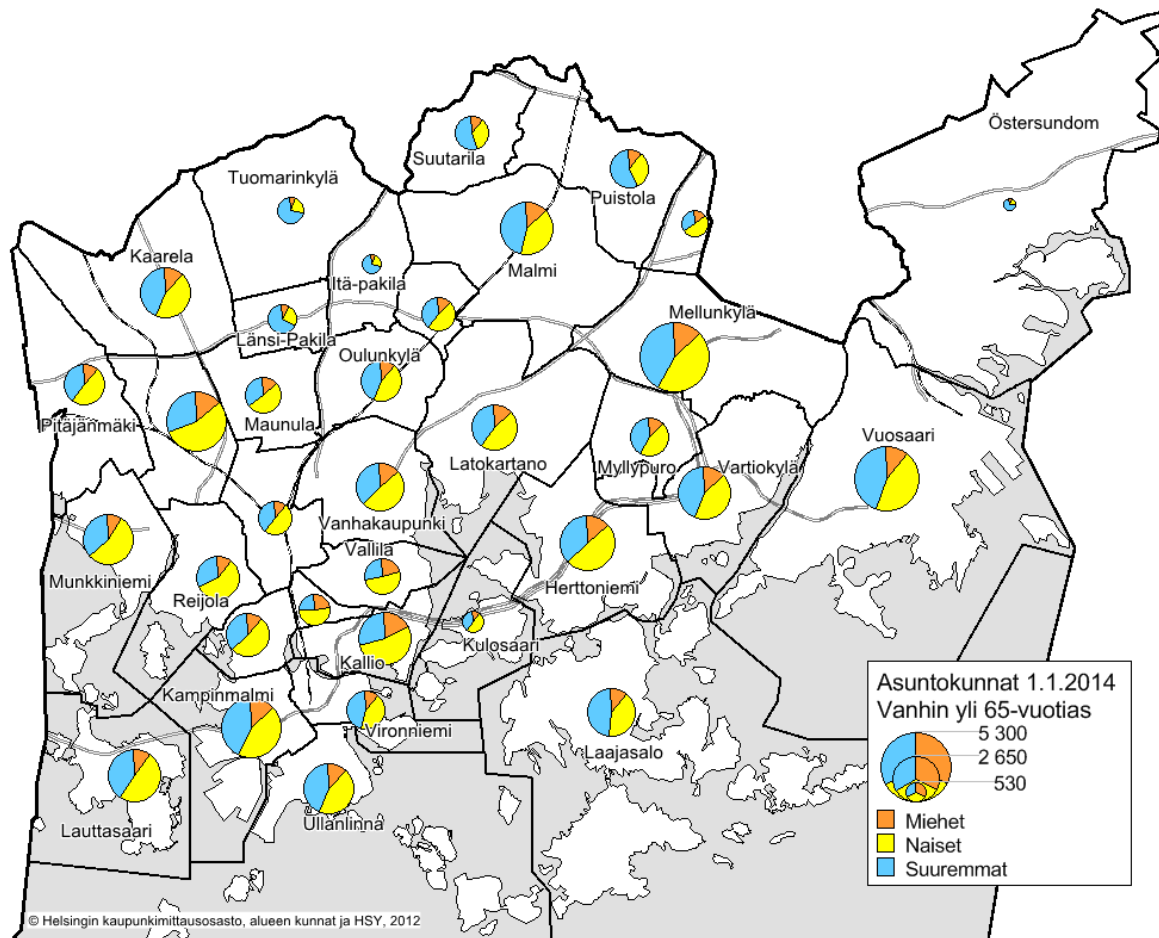 Östersundom
Suutarila
Tuomarinkylä
Puistola
Kaarela
Itä-pakila
Malmi
Mellunkylä
Länsi-Pakila
Oulunkylä
Pitäjänmäki
Maunula
Latokartano
Myllypuro
Vartiokylä
Vuosaari
Vanhakaupunki
Munkkiniemi
Vallila
Reijola
Herttoniemi
Kulosaari
Kallio
Kampinmalmi
Vironniemi
Laajasalo
Lauttasaari
Ullanlinna
Asuntokunnat 1.1.2014
Vanhin yli 65-vuotias
5 300
2 650
530
Miehet
Naiset
Suuremmat
© Helsingin kaupunkimittausosasto, alueen kunnat ja HSY, 2012